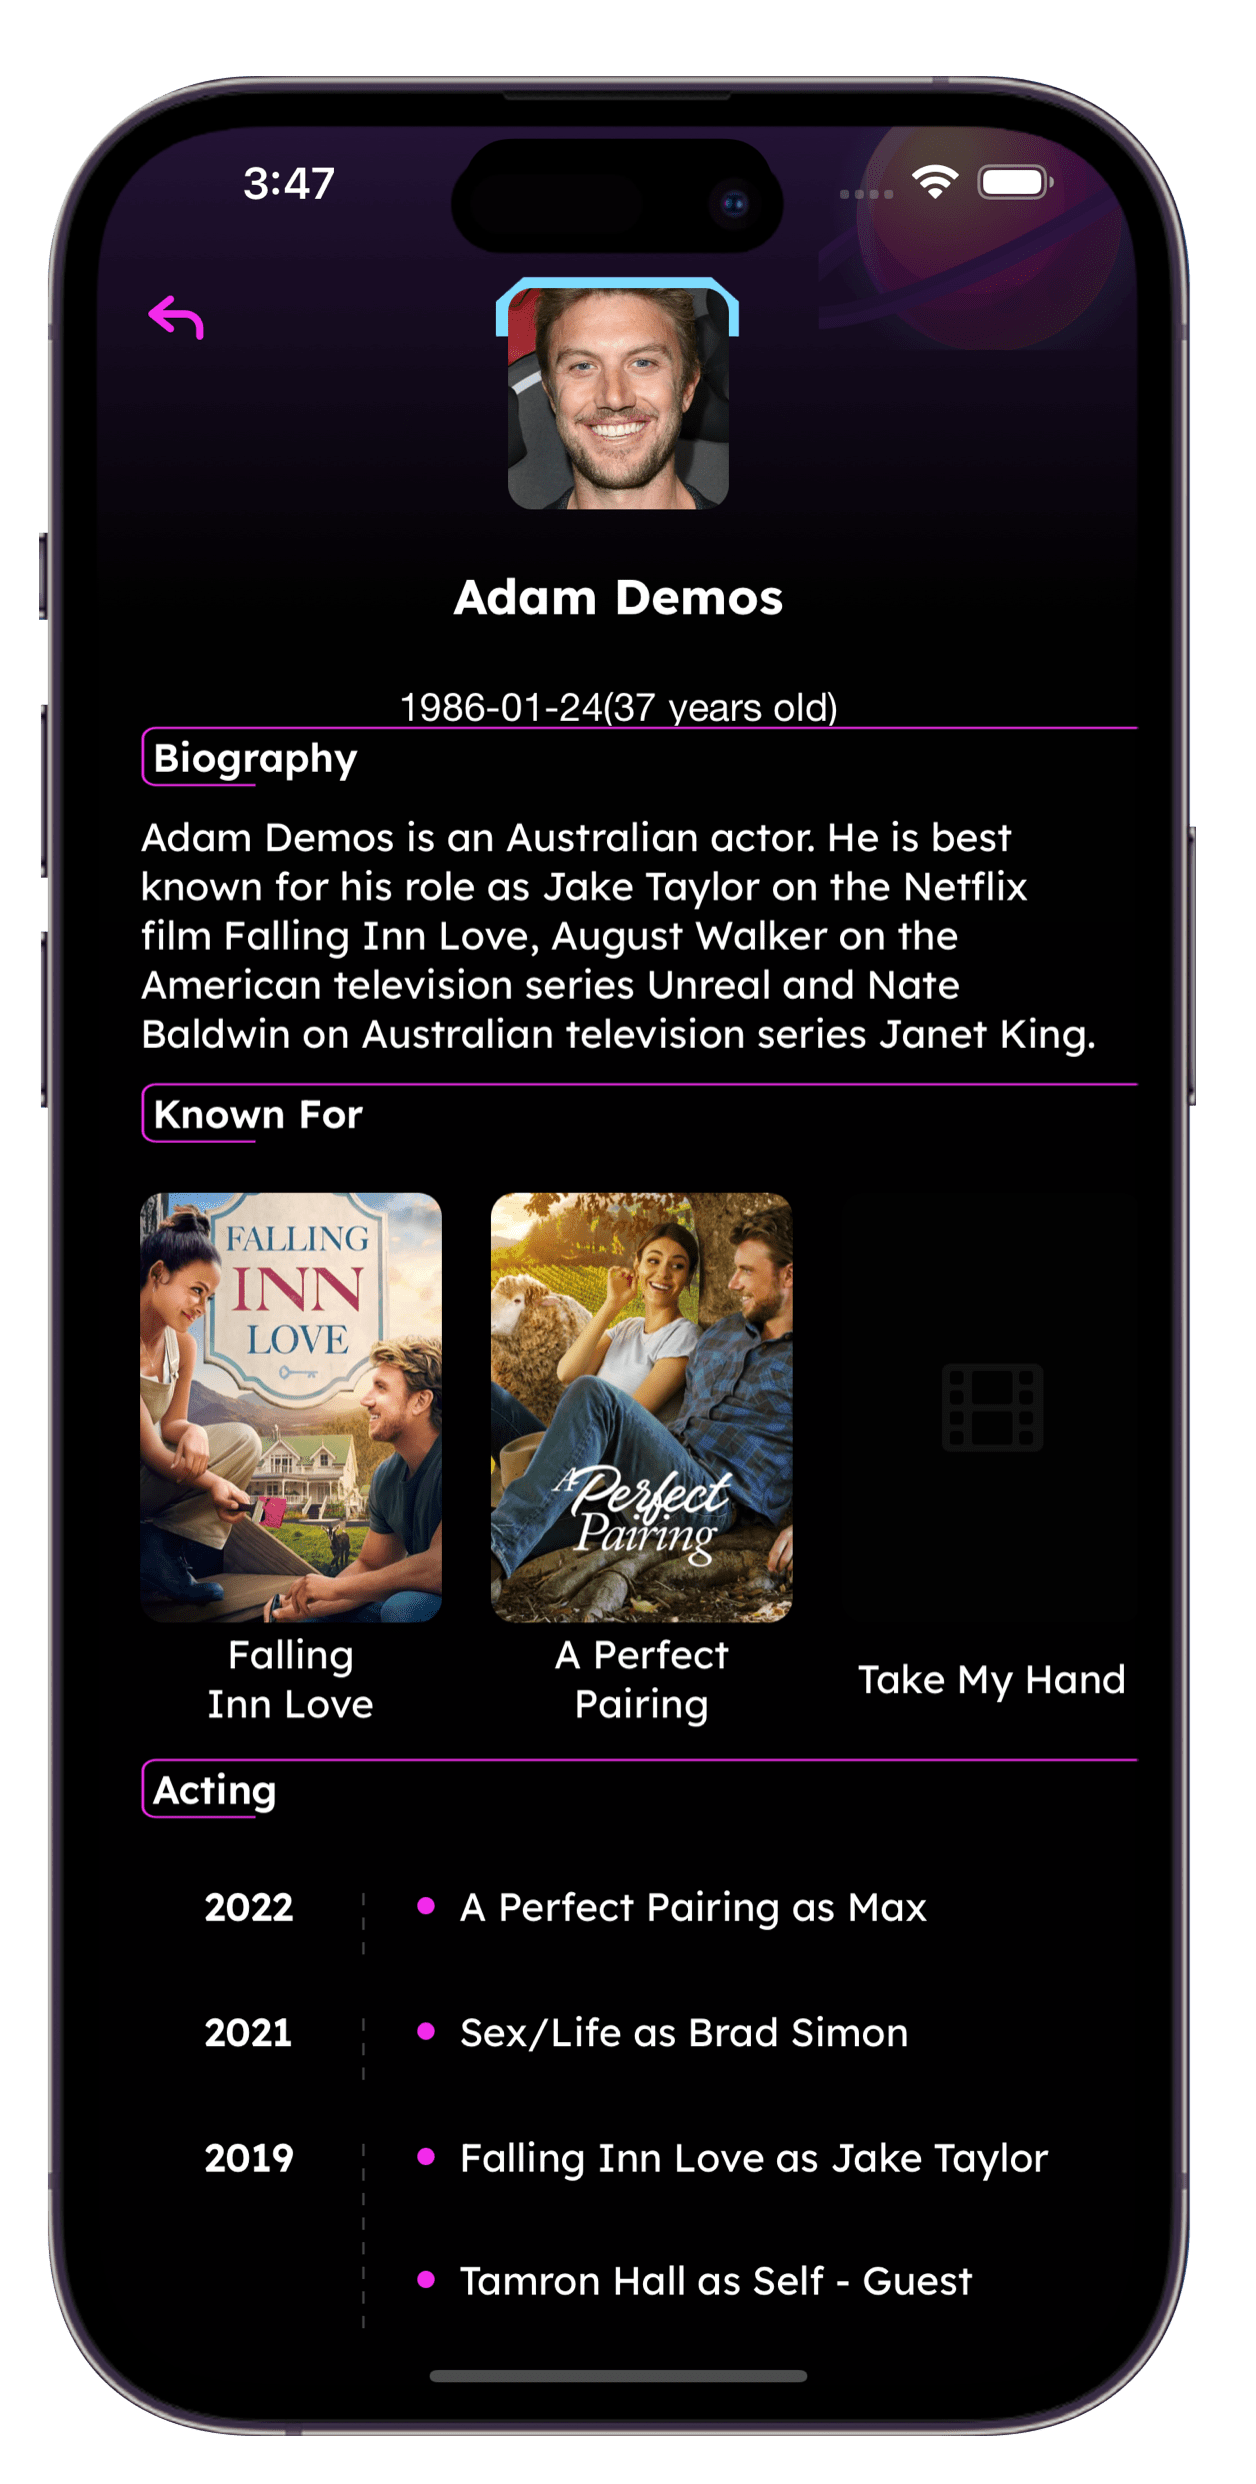 3:47
Adam Demos
1986-01-24(37 years old)
Biography
Adam Demos is an Australian actor. He is best
known for his role as Jake Taylor on the Netflix
film Falling Inn Love, August Walker on the
American television series Unreal and Nate
Baldwin on Australian television series Janet King.
Known For
FALLING
INN
LOVE
A Perfect
Pairing
Falling
Inn Love
A Perfect
Pairing
Take My Hand
Acting
2022
A Perfect Pairing as Max
2021
Sex/Life as Brad Simon
2019
Falling Inn Love as Jake Taylor
Tamron Hall as Self - Guest